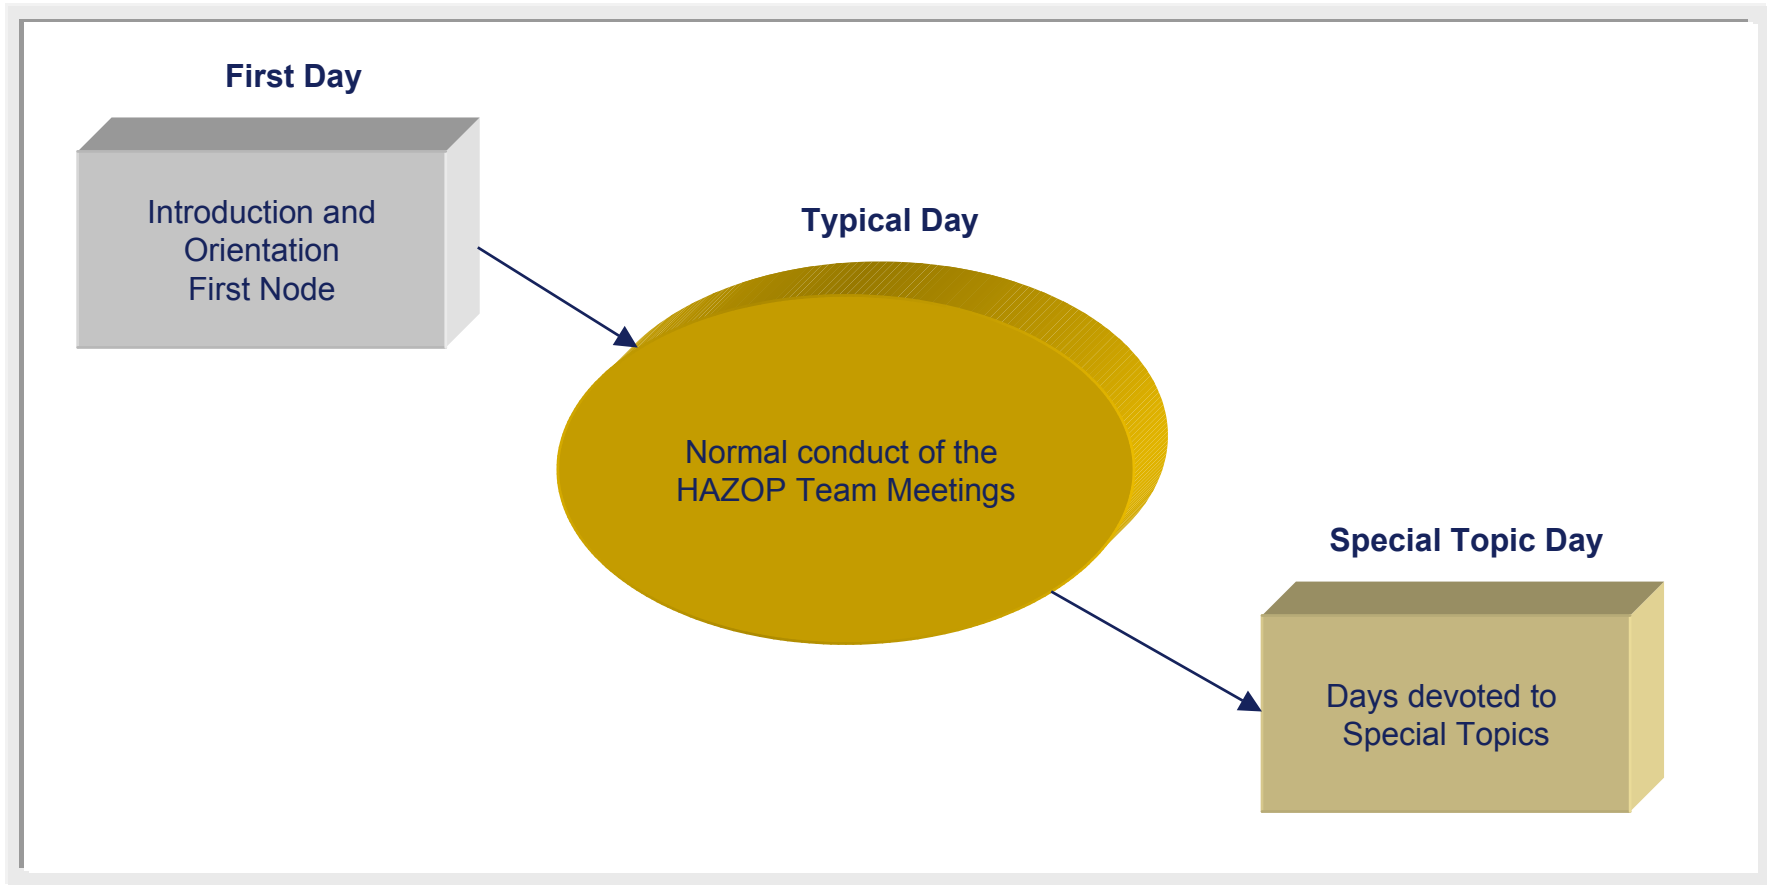 First Day
Introduction and
Orientation
First Node
Typical Day
Normal conduct of the
HAZOP Team Meetings
Special Topic Day
Days devoted to
Special Topics